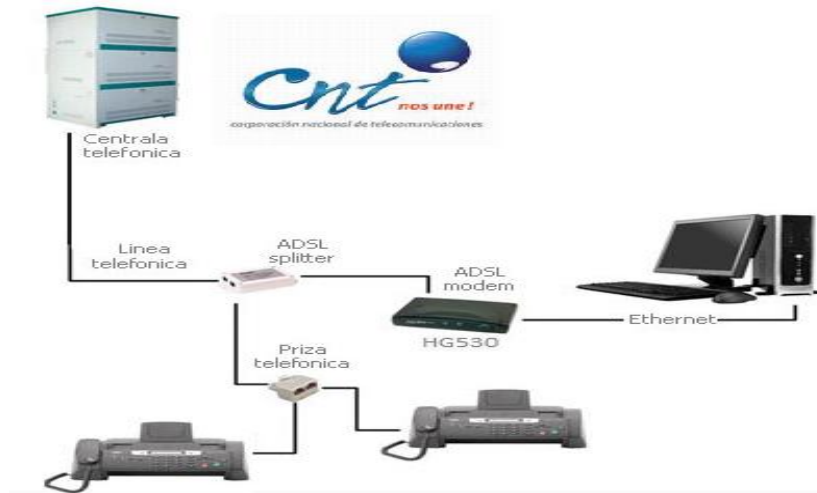 Cnt
nos une!
corporación nacional de telecomunicaciones
Centrala
telefonica
Linea
telefonica
ADSL
splitter
ADSL
modem
HG530
Ethernet
Priza
telefonica